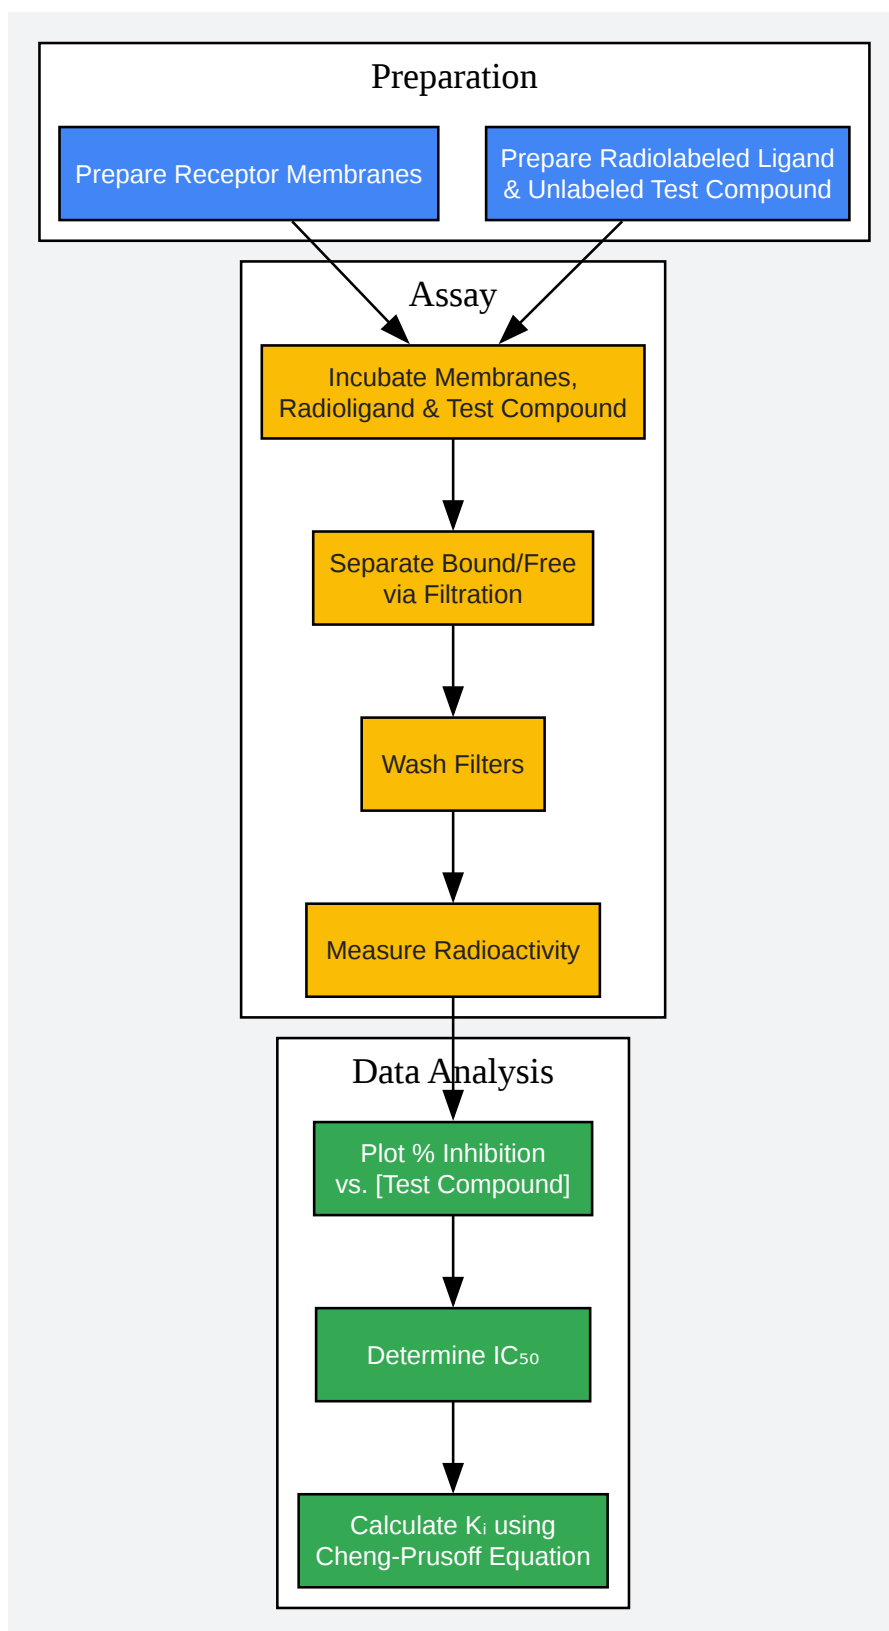 Preparation
Prepare Receptor Membranes
Prepare Radiolabeled Ligand
& Unlabeled Test Compound
Assay
Incubate Membranes,
Radioligand & Test Compound
Separate Bound/Free
via Filtration
Wash Filters
Measure Radioactivity
Data Analysis
Plot % Inhibition
vs. [Test Compound]
Determine IC₅₀
Calculate Kᵢ using
Cheng-Prusoff Equation